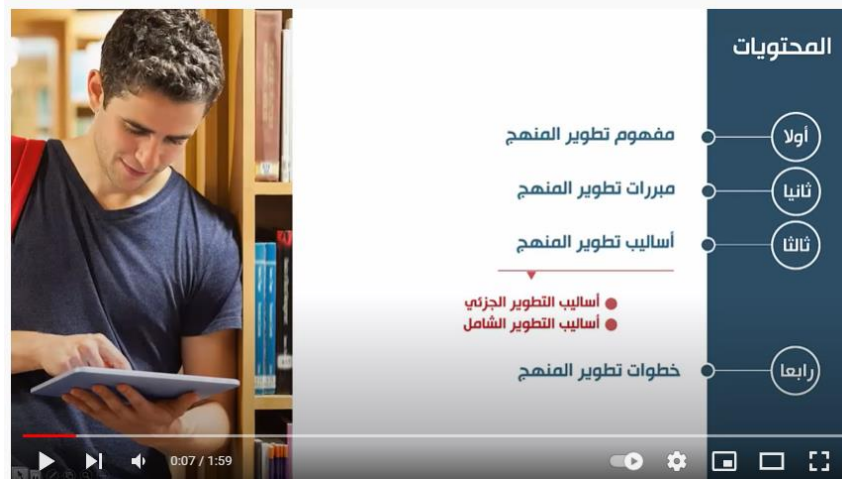 المحتويات
أولا
مفهوم تطوير المنهج
ثانيا
مبررات تطوير المنهج
ثالثا
أساليب تطوير المنهج
أساليب التطوير الجزئي
أساليب التطوير الشامل
رابعا
خطوات تطوير المنهج
0:07 / 1:59